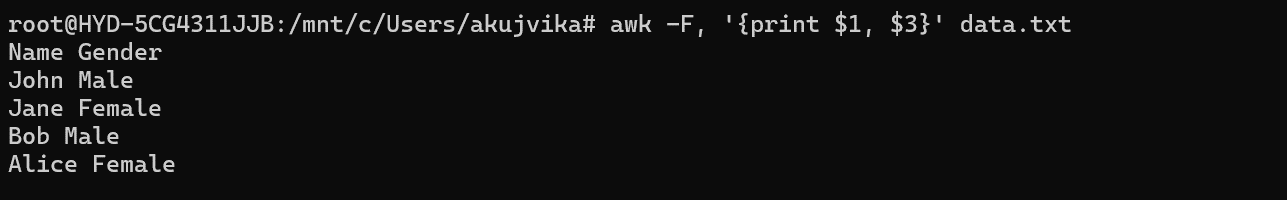 root@HYD-5CG4311JJB:/mnt/c/Users/akujvika# awk -F, '{print $1, $3}' data.txt
Name Gender
John Male
Jane Female
Bob Male
Alice Female